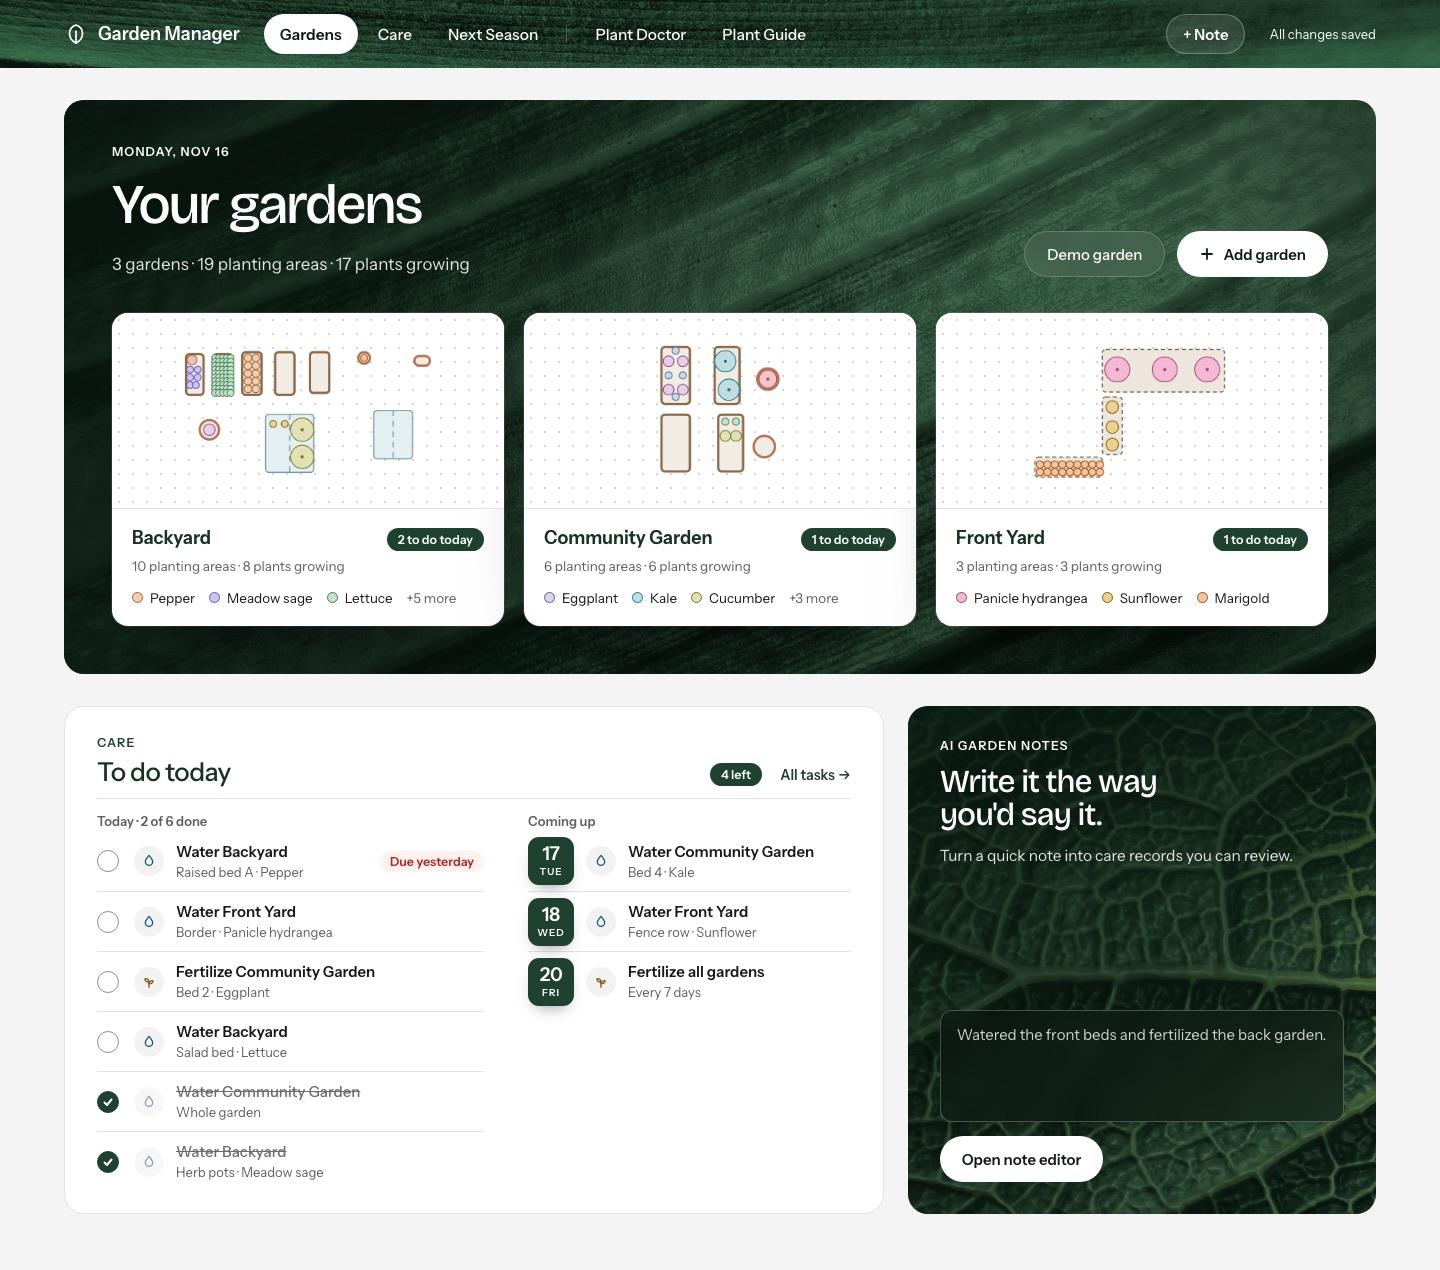 Garden Manager
Gardens
Care
Next Season
Plant Doctor
Plant Guide
+ Note
All changes saved
MONDAY, NOV 16
Your gardens
3 gardens · 19 planting areas · 17 plants growing
Demo garden
+ Add garden
Backyard
2 to do today
10 planting areas · 8 plants growing
Pepper
Meadow sage
Lettuce
+5 more
Community Garden
1 to do today
6 planting areas · 6 plants growing
Eggplant
Kale
Cucumber
+3 more
Front Yard
1 to do today
3 planting areas · 3 plants growing
Panicle hydrangea
Sunflower
Marigold
CARE
To do today
4 left
All tasks →
Today · 2 of 6 done
Water Backyard
Raised bed A · Pepper
Due yesterday
Water Front Yard
Border · Panicle hydrangea
Fertilize Community Garden
Bed 2 · Eggplant
Water Backyard
Salad bed · Lettuce
Water Community Garden
Whole garden
Water Backyard
Herb pots · Meadow sage
Coming up
17
TUE
Water Community Garden
Bed 4 · Kale
18
WED
Water Front Yard
Fence row · Sunflower
20
FRI
Fertilize all gardens
Every 7 days
AI GARDEN NOTES
Write it the way
you'd say it.
Turn a quick note into care records you can review.
Watered the front beds and fertilized the back garden.
Open note editor